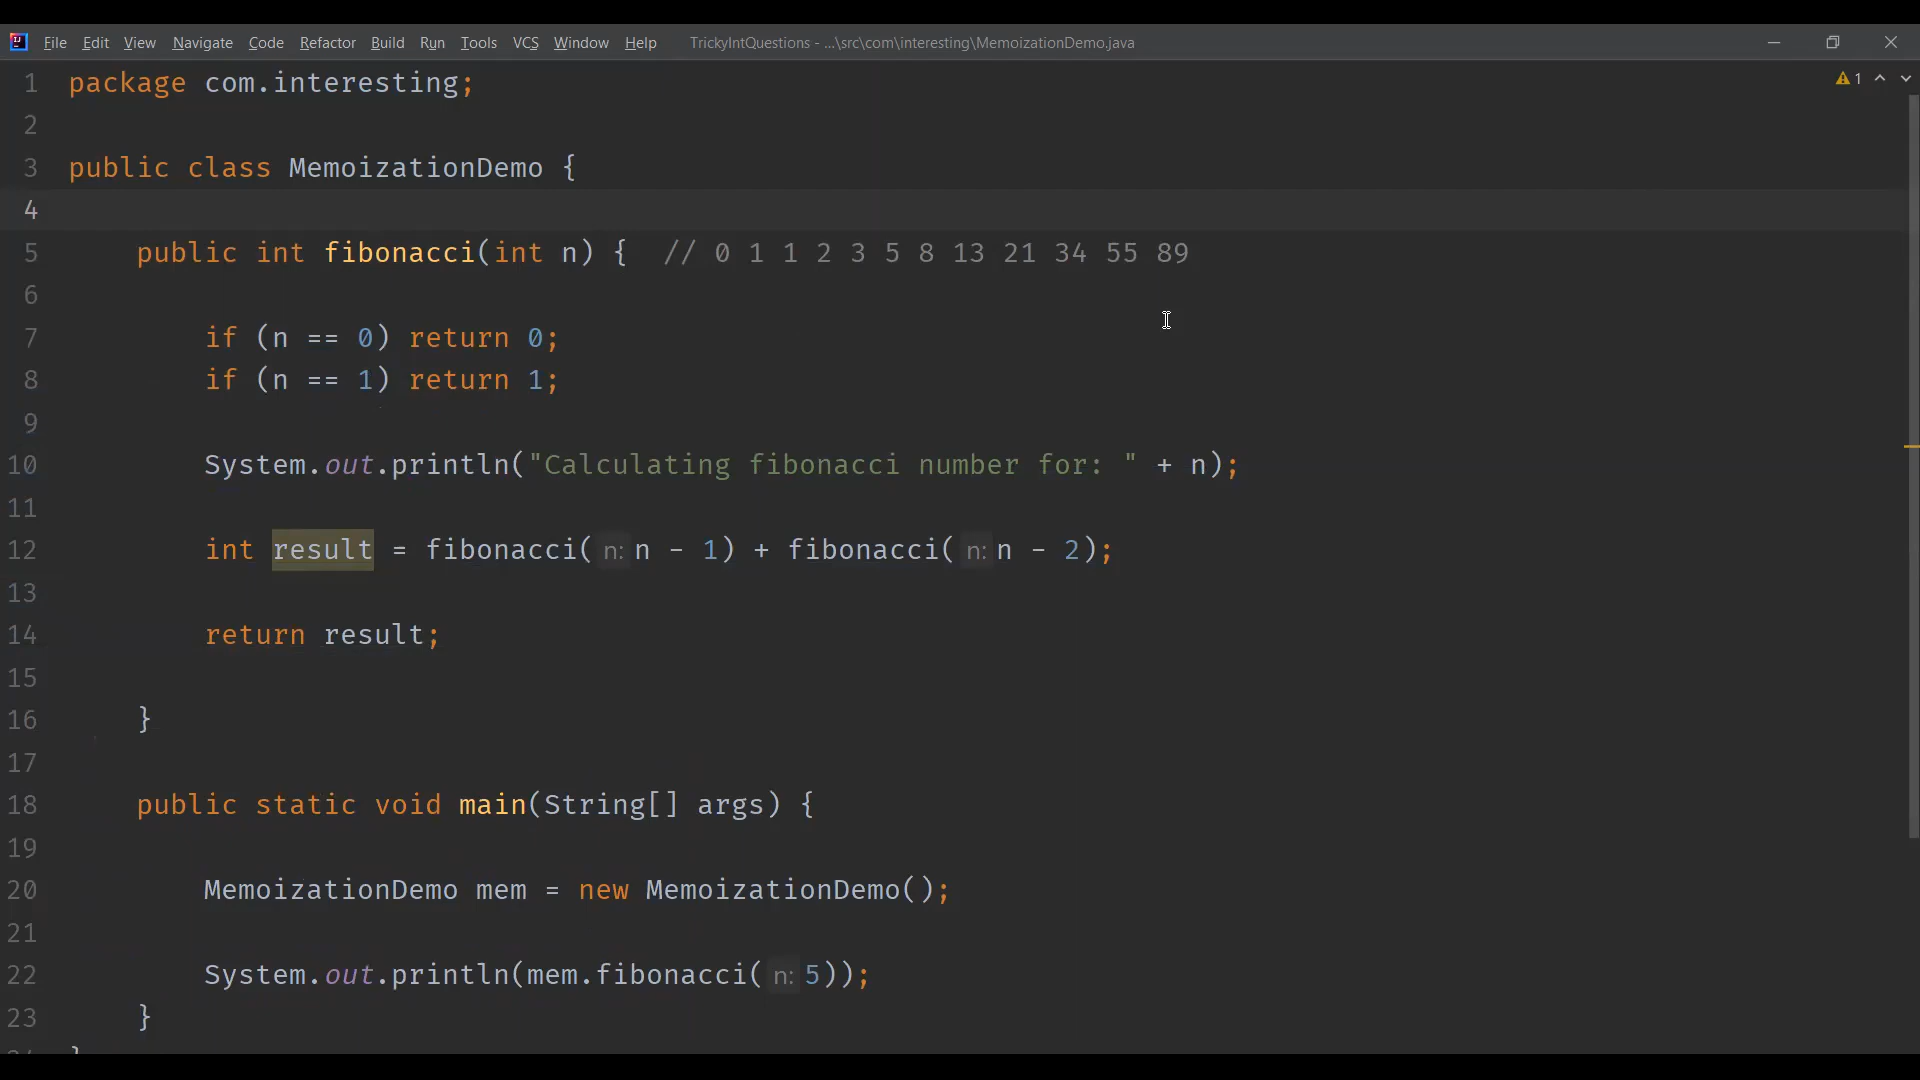 File Edit View Navigate Code Refactor Build Run Tools VCS Window Help TrickyIntQuestions - ...\src\com\interesting\MemoizationDemo.java
1 package com.interesting; 1
2
3 public class MemoizationDemo {
4
5 public int fibonacci(int n) { // 0 1 1 2 3 5 8 13 21 34 55 89
6
7 if (n == 0) return 0;
8 if (n == 1) return 1;
9
10 System.out.println("Calculating fibonacci number for: " + n);
11
12 int result = fibonacci( n: n - 1) + fibonacci( n: n - 2);
13
14 return result;
15
16 }
17
18 public static void main(String[] args) {
19
20 MemoizationDemo mem = new MemoizationDemo();
21
22 System.out.println(mem.fibonacci( n: 5));
23 }